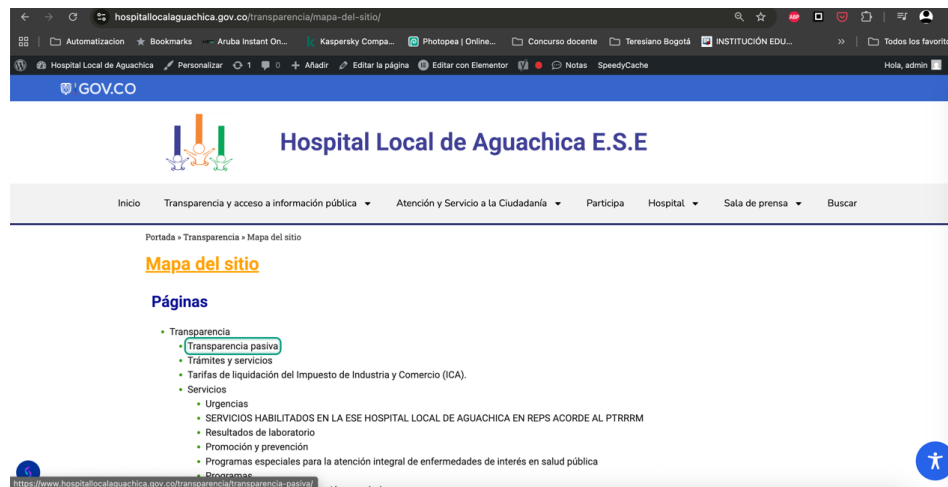 hospitallocalaguachica.gov.co/transparencia/mapa-del-sitio/
Automatizacion Bookmarks Aruba Instant On... Kaspersky Compa... Photopea | Online... Concurso docente Teresiano Bogotá INSTITUCIÓN EDU... » Todos los favorito
Hospital Local de Aguachica Personalizar 1 0 + Añadir Editar la página Editar con Elementor Notas SpeedyCache Hola, admin
GOV.CO
Hospital Local de Aguachica E.S.E
Inicio Transparencia y acceso a información pública Atención y Servicio a la Ciudadanía Participa Hospital Sala de prensa Buscar
Portada » Transparencia » Mapa del sitio
Mapa del sitio
Páginas
Transparencia
Transparencia pasiva
Trámites y servicios
Tarifas de liquidación del Impuesto de Industria y Comercio (ICA).
Servicios
Urgencias
SERVICIOS HABILITADOS EN LA ESE HOSPITAL LOCAL DE AGUACHICA EN REPS ACORDE AL PTRRRM
Resultados de laboratorio
Promoción y prevención
Programas especiales para la atención integral de enfermedades de interés en salud pública
Programas
https://www.hospitallocalaguachica.gov.co/transparencia/transparencia-pasiva/